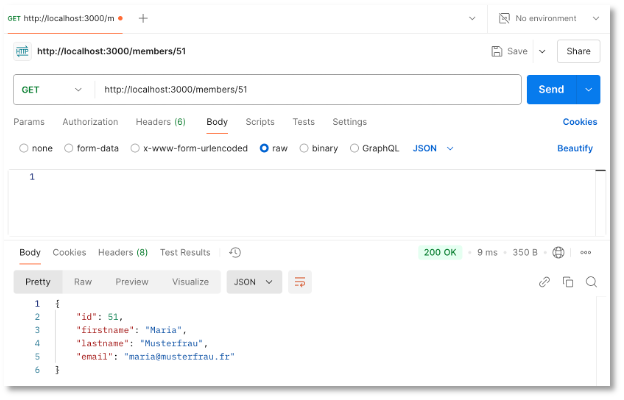 GET http://localhost:3000/m
No environment
HTTP http://localhost:3000/members/51
Save
Share
GET http://localhost:3000/members/51
Send
Params Authorization Headers (6) Body Scripts Tests Settings Cookies
none form-data x-www-form-urlencoded raw binary GraphQL JSON Beautify
1
Body Cookies Headers (8) Test Results 200 OK 9 ms 350 B
Pretty Raw Preview Visualize JSON
1 {
2 "id": 51,
3 "firstname": "Maria",
4 "lastname": "Musterfrau",
5 "email": "maria@musterfrau.fr"
6 }